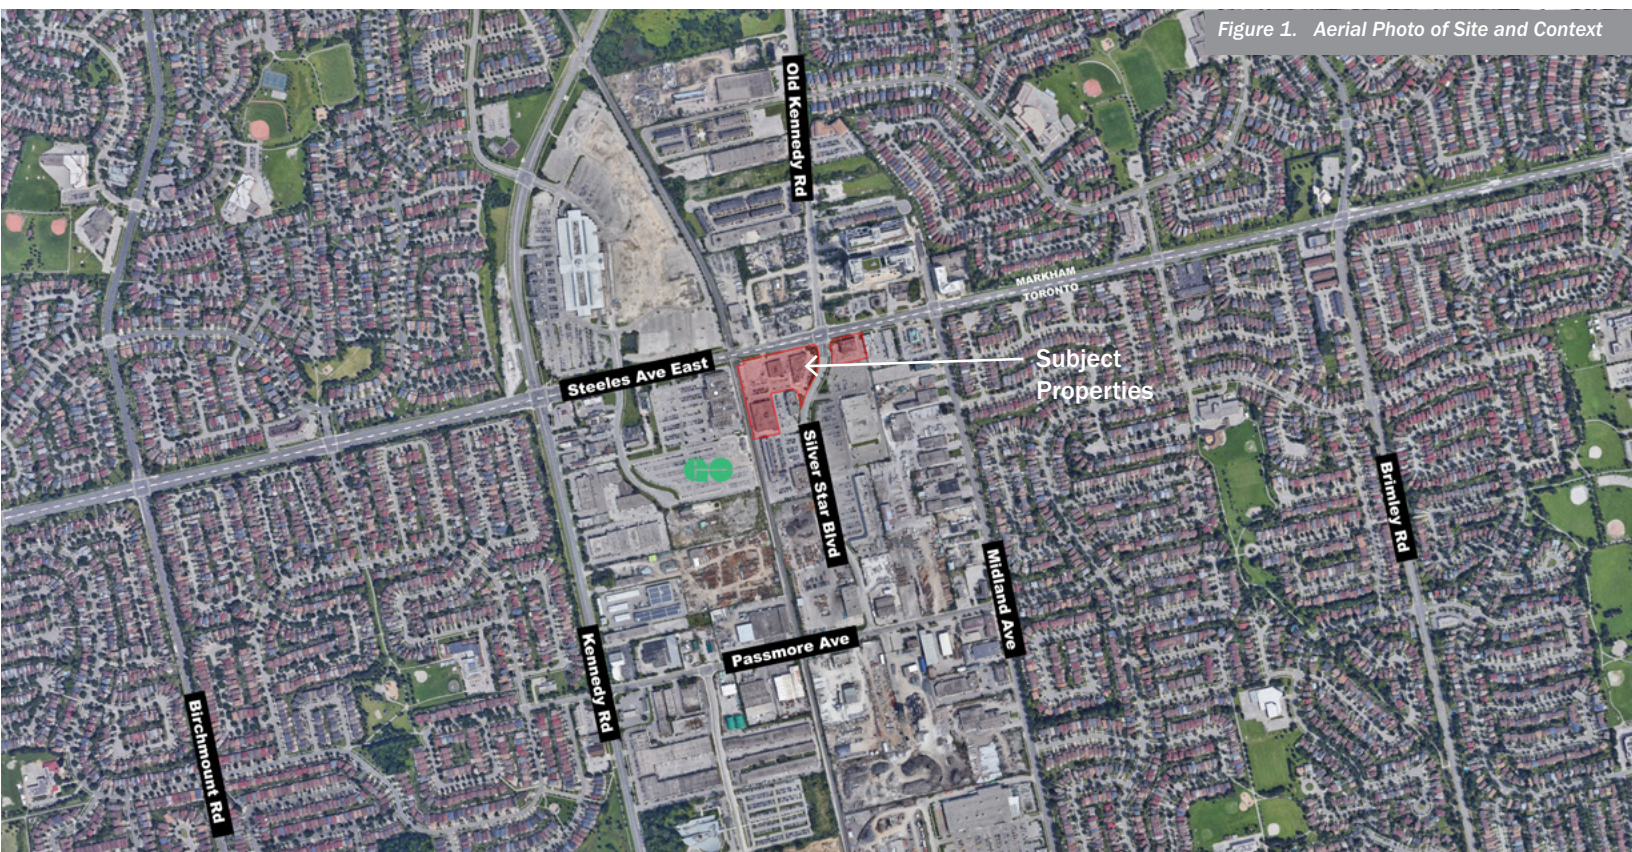 Figure 1. Aerial Photo of Site and Context
Old Kennedy Rd
MARKHAM
TORONTO
Steeles Ave East
Subject
Properties
GO
Silver Star Blvd
Brimley Rd
Midland Ave
Passmore Ave
Kennedy Rd
Birchmount Rd